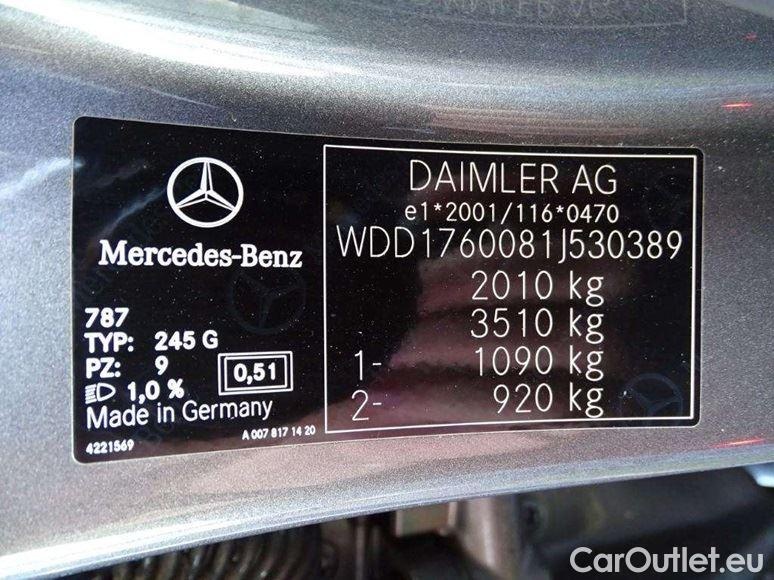 Mercedes-Benz
787
TYP: 245 G
PZ: 9
1,0 %
0,51
Made in Germany
4221569
A 007 817 14 20
DAIMLER AG
e1*2001/116*0470
WDD1760081J530389
2010 kg
3510 kg
1- 1090 kg
2- 920 kg
CarOutlet.eu